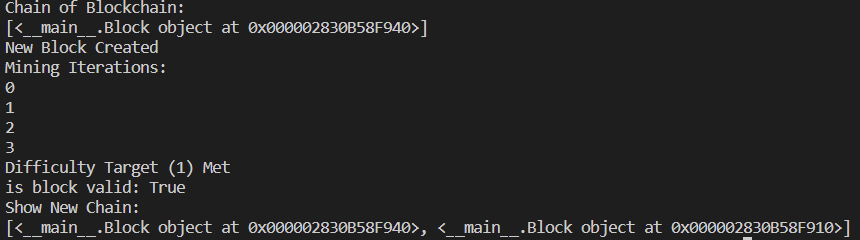 Chain of Blockchain:
[<__main__.Block object at 0x000002830B58F940>]
New Block Created
Mining Iterations:
0
1
2
3
Difficulty Target (1) Met
is block valid: True
Show New Chain:
[<__main__.Block object at 0x000002830B58F940>, <__main__.Block object at 0x000002830B58F910>]